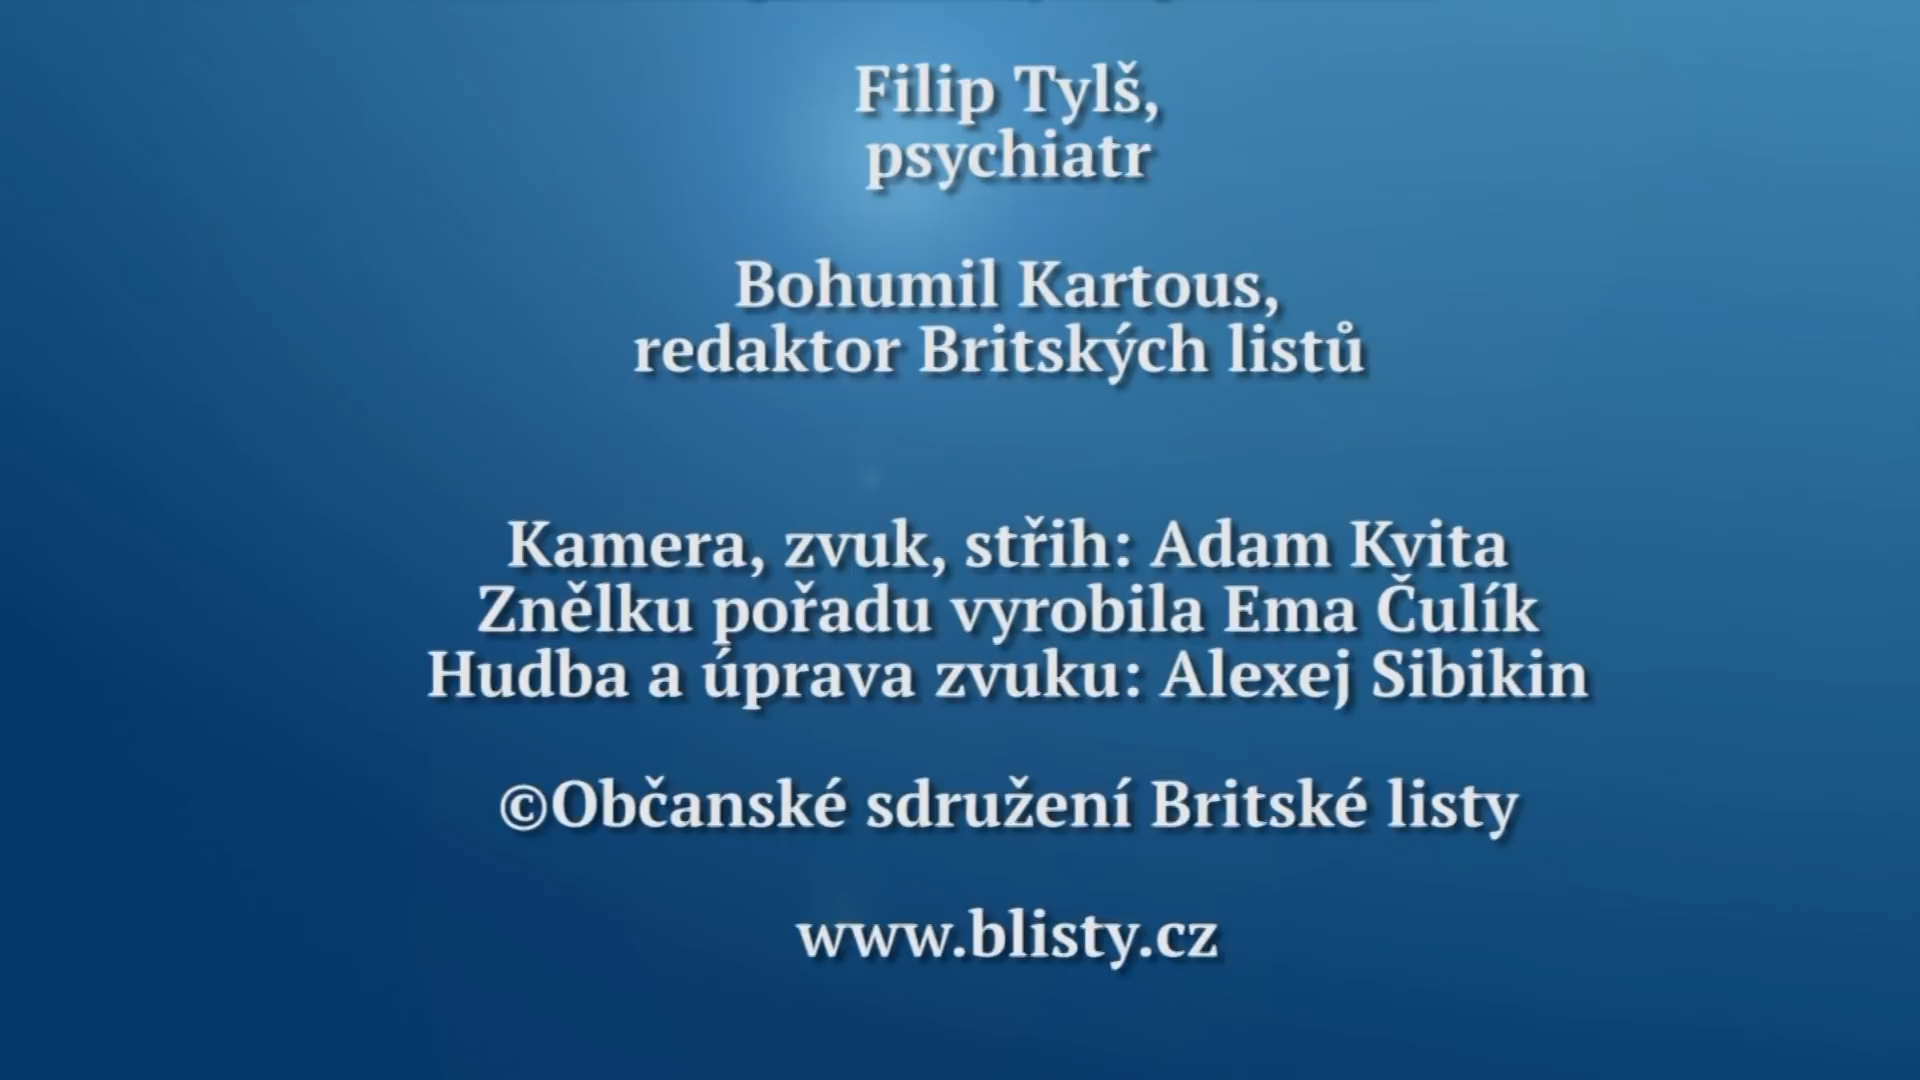 Filip Tylš,
psychiatr
Bohumil Kartous,
redaktor Britských listů
Kamera, zvuk, střih: Adam Kvita
Znělku pořadu vyrobila Ema Čulík
Hudba a úprava zvuku: Alexej Sibikin
©Občanské sdružení Britské listy
www.blisty.cz